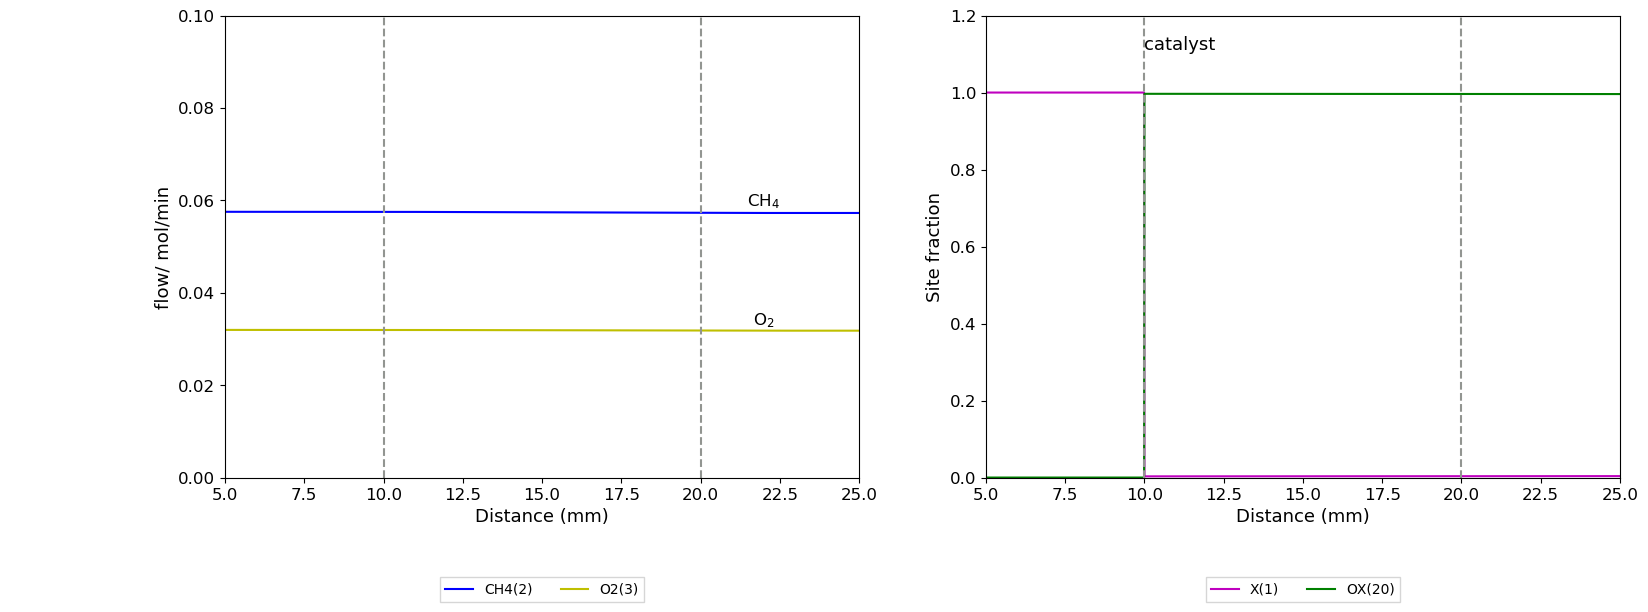 0.10
0.08
0.06
0.04
0.02
0.00
flow/ mol/min
CH₄
O₂
5.0 7.5 10.0 12.5 15.0 17.5 20.0 22.5 25.0
Distance (mm)
CH4(2) O2(3)
1.2
1.0
0.8
0.6
0.4
0.2
0.0
Site fraction
catalyst
5.0 7.5 10.0 12.5 15.0 17.5 20.0 22.5 25.0
Distance (mm)
X(1) OX(20)